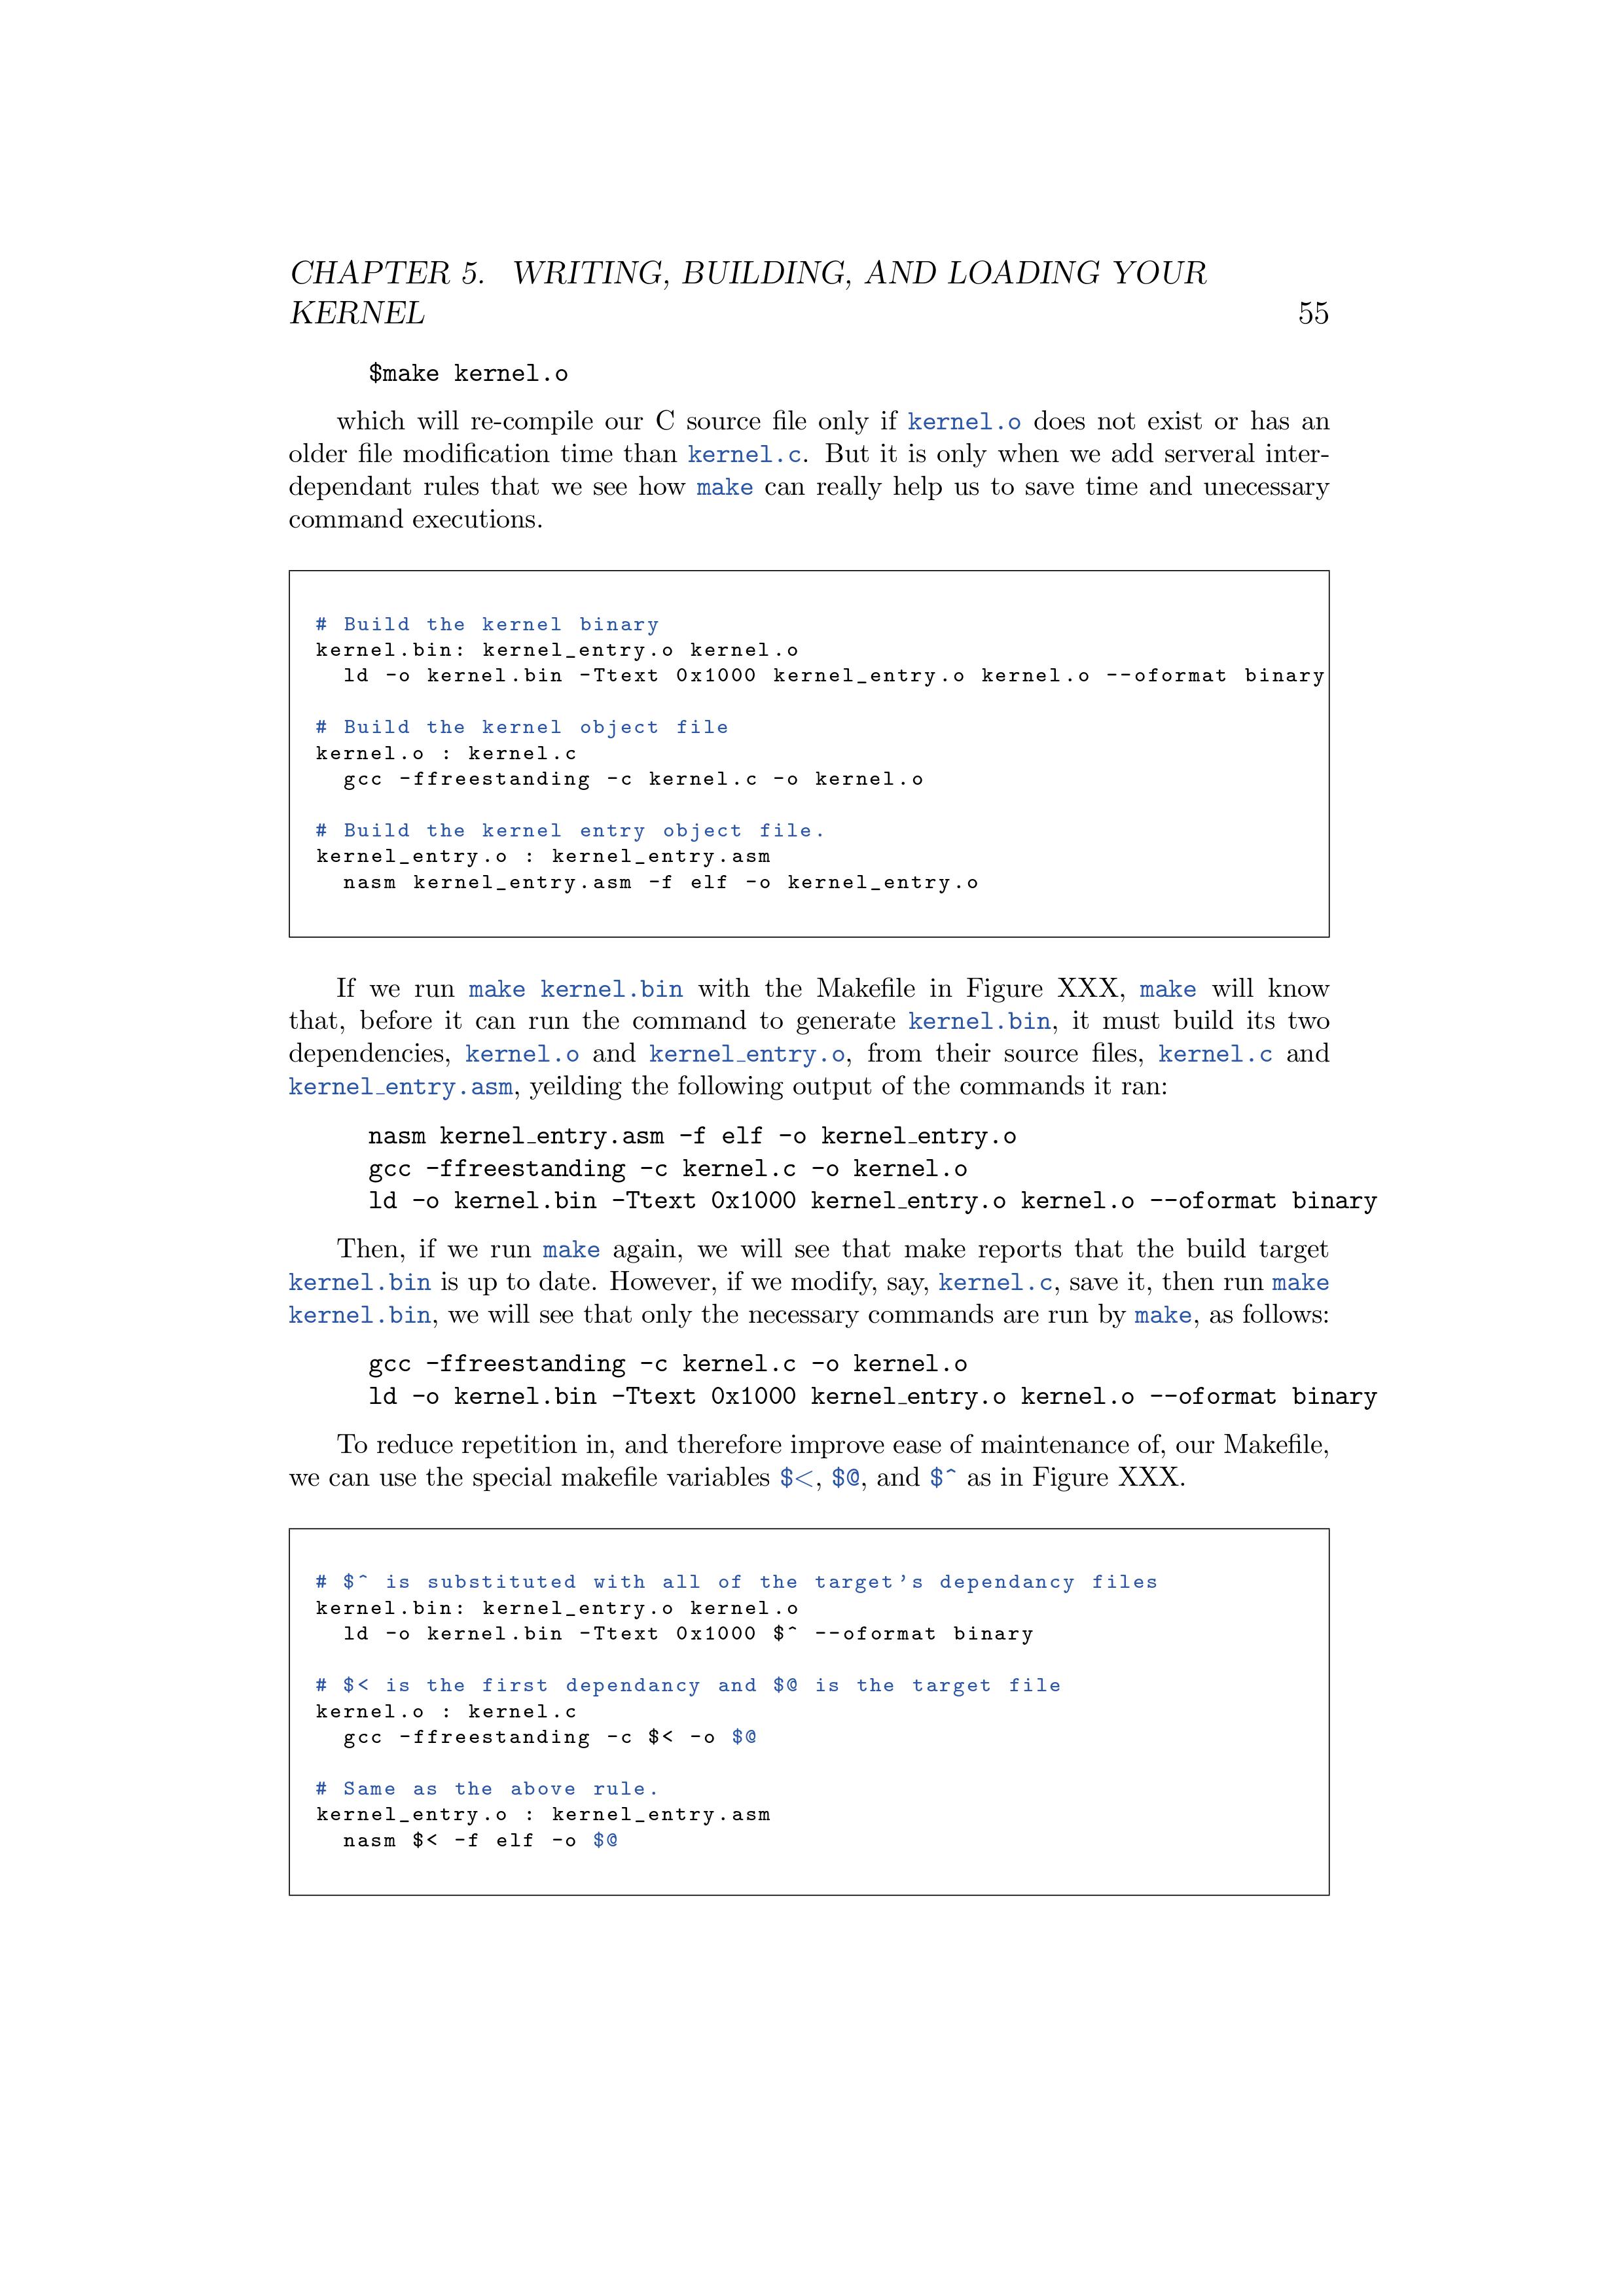 CHAPTER 5. WRITING, BUILDING, AND LOADING YOUR
KERNEL 55
$make kernel.o
which will re-compile our C source file only if kernel.o does not exist or has an
older file modification time than kernel.c. But it is only when we add serveral inter-
dependant rules that we see how make can really help us to save time and unecessary
command executions.
# Build the kernel binary
kernel.bin: kernel_entry.o kernel.o
ld -o kernel.bin -Ttext 0x1000 kernel_entry.o kernel.o --oformat binary
# Build the kernel object file
kernel.o : kernel.c
gcc -ffreestanding -c kernel.c -o kernel.o
# Build the kernel entry object file.
kernel_entry.o : kernel_entry.asm
nasm kernel_entry.asm -f elf -o kernel_entry.o
If we run make kernel.bin with the Makefile in Figure XXX, make will know
that, before it can run the command to generate kernel.bin, it must build its two
dependencies, kernel.o and kernel_entry.o, from their source files, kernel.c and
kernel_entry.asm, yeilding the following output of the commands it ran:
nasm kernel_entry.asm -f elf -o kernel_entry.o
gcc -ffreestanding -c kernel.c -o kernel.o
ld -o kernel.bin -Ttext 0x1000 kernel_entry.o kernel.o --oformat binary
Then, if we run make again, we will see that make reports that the build target
kernel.bin is up to date. However, if we modify, say, kernel.c, save it, then run make
kernel.bin, we will see that only the necessary commands are run by make, as follows:
gcc -ffreestanding -c kernel.c -o kernel.o
ld -o kernel.bin -Ttext 0x1000 kernel_entry.o kernel.o --oformat binary
To reduce repetition in, and therefore improve ease of maintenance of, our Makefile,
we can use the special makefile variables $<, $@, and $^ as in Figure XXX.
# $^ is substituted with all of the target's dependancy files
kernel.bin: kernel_entry.o kernel.o
ld -o kernel.bin -Ttext 0x1000 $^ --oformat binary
# $< is the first dependancy and $@ is the target file
kernel.o : kernel.c
gcc -ffreestanding -c $< -o $@
# Same as the above rule.
kernel_entry.o : kernel_entry.asm
nasm $< -f elf -o $@